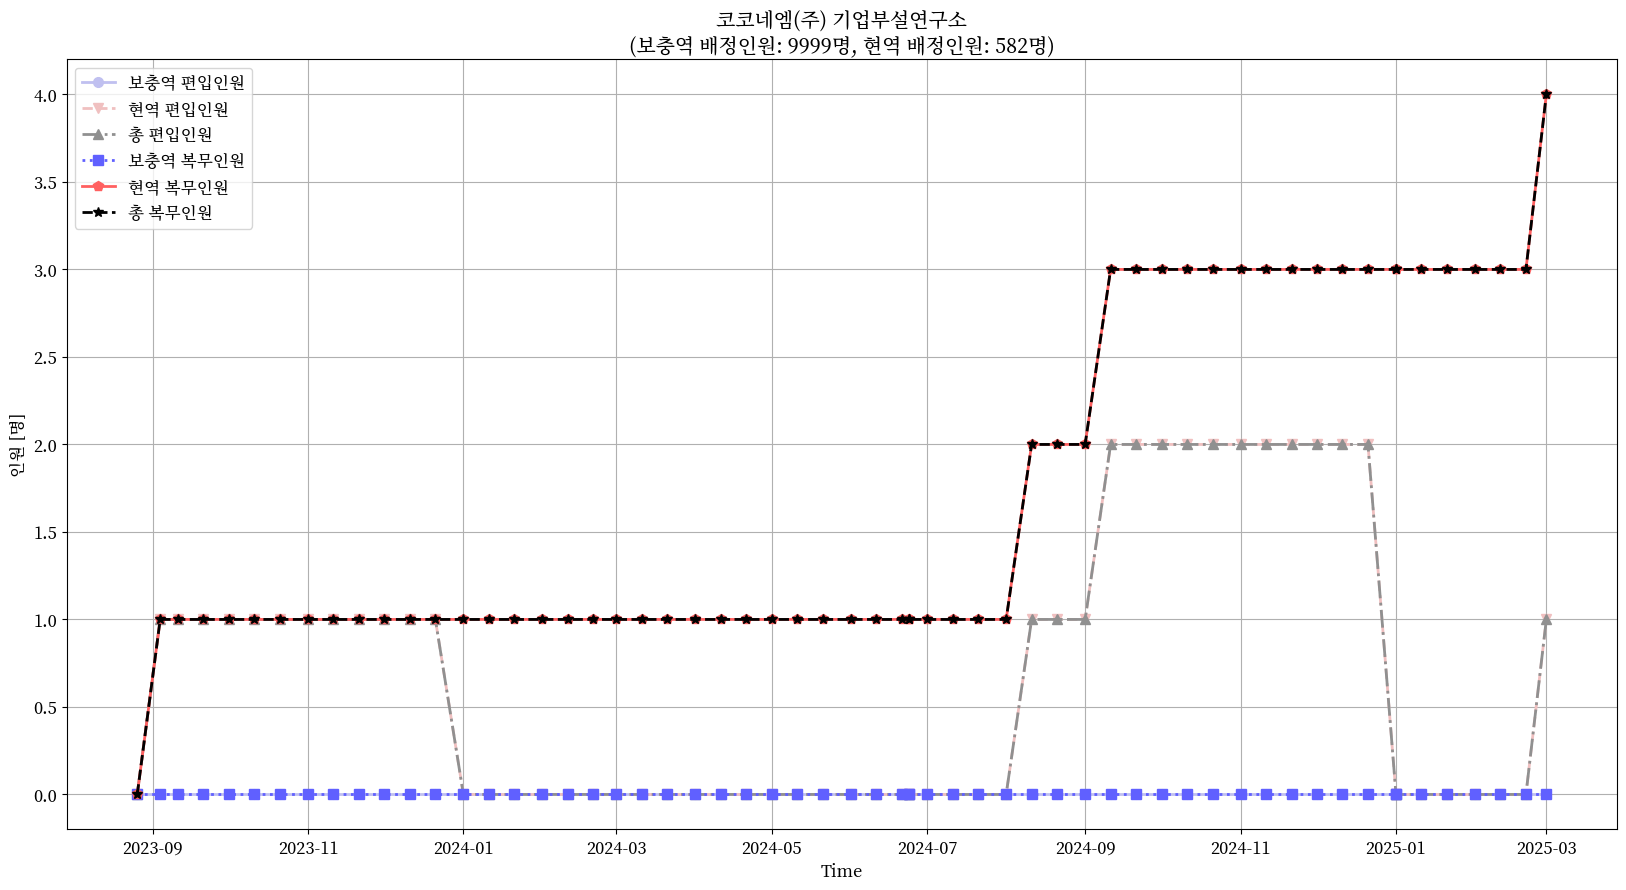 코코네엠(주) 기업부설연구소
(보충역 배정인원: 9999명, 현역 배정인원: 582명)
보충역 편입인원
현역 편입인원
총 편입인원
보충역 복무인원
현역 복무인원
총 복무인원
인원 [명]
4.0
3.5
3.0
2.5
2.0
1.5
1.0
0.5
0.0
2023-09
2023-11
2024-01
2024-03
2024-05
2024-07
2024-09
2024-11
2025-01
2025-03
Time